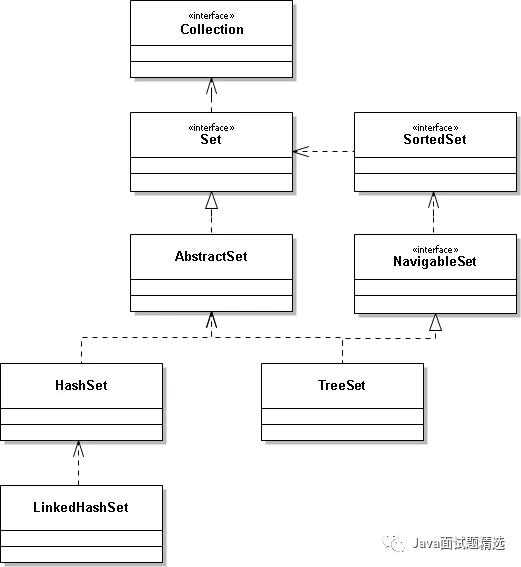 «interface»
Collection
«interface»
Set
«interface»
SortedSet
AbstractSet
«interface»
NavigableSet
HashSet
TreeSet
LinkedHashSet
Java面试题精选